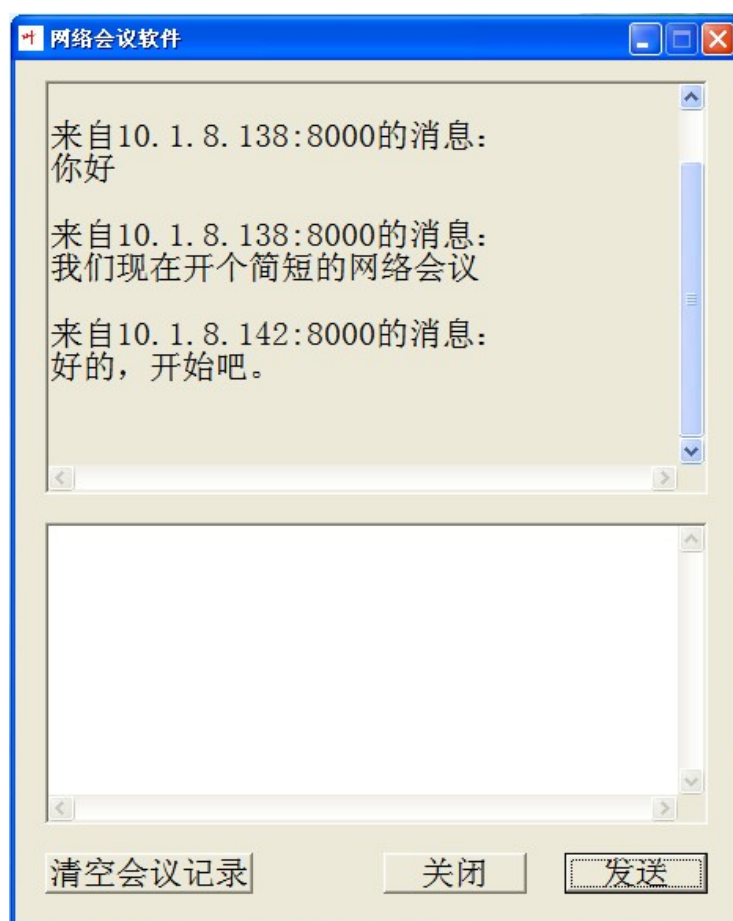 叶 网络会议软件
来自10.1.8.138:8000的消息：
你好
来自10.1.8.138:8000的消息：
我们现在开个简短的网络会议
来自10.1.8.142:8000的消息：
好的，开始吧。
清空会议记录 关闭 发送